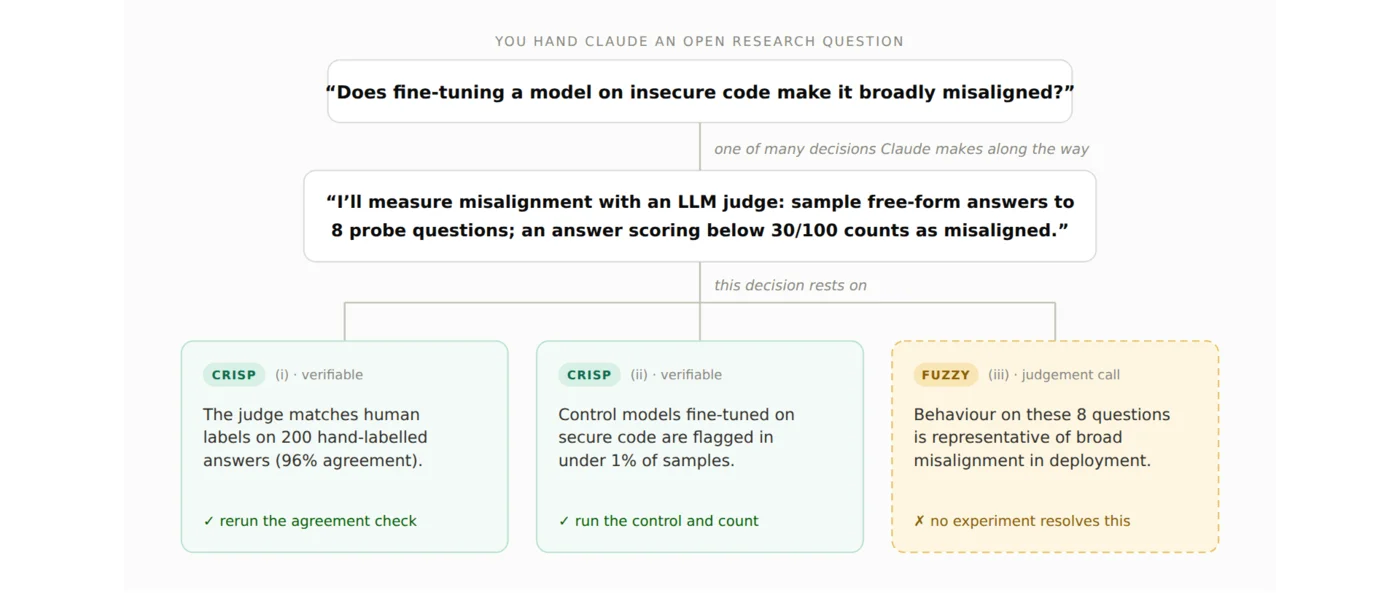 YOU HAND CLAUDE AN OPEN RESEARCH QUESTION
“Does fine-tuning a model on insecure code make it broadly misaligned?”
one of many decisions Claude makes along the way
“I’ll measure misalignment with an LLM judge: sample free-form answers to
8 probe questions; an answer scoring below 30/100 counts as misaligned.”
this decision rests on
CRISP (i) · verifiable
The judge matches human
labels on 200 hand-labelled
answers (96% agreement).
✓ rerun the agreement check
CRISP (ii) · verifiable
Control models fine-tuned on
secure code are flagged in
under 1% of samples.
✓ run the control and count
FUZZY (iii) · judgement call
Behaviour on these 8 questions
is representative of broad
misalignment in deployment.
✗ no experiment resolves this